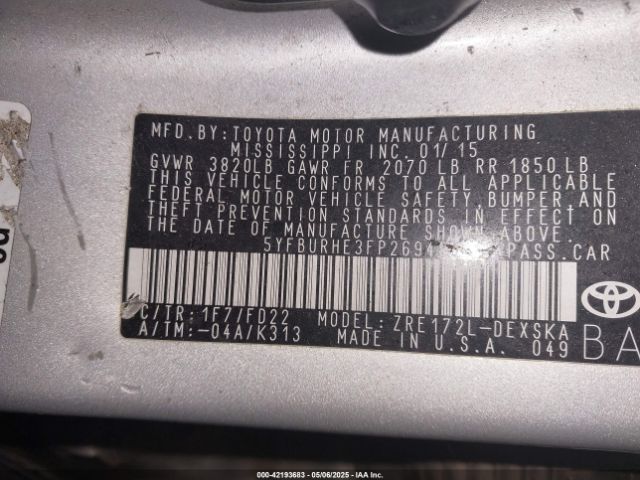 MFD. BY: TOYOTA MOTOR MANUFACTURING
MISSISSIPPI INC. 01/15
GVWR 3820LB GAWR FR 2070 LB RR 1850 LB
THIS VEHICLE CONFORMS TO ALL APPLICABLE
FEDERAL MOTOR VEHICLE SAFETY, BUMPER, AND
THEFT PREVENTION STANDARDS IN EFFECT
ON THE DATE OF MANUFACTURE SHOWN ABOVE.
PASS. CAR
C/TR: 1F7/FD22 MODEL: ZRE172L-DEXSKA
A/TM: -04A/K313 MADE IN U.S.A. 049
BA
000-42193683 - 05/06/2025 - IAA Inc.